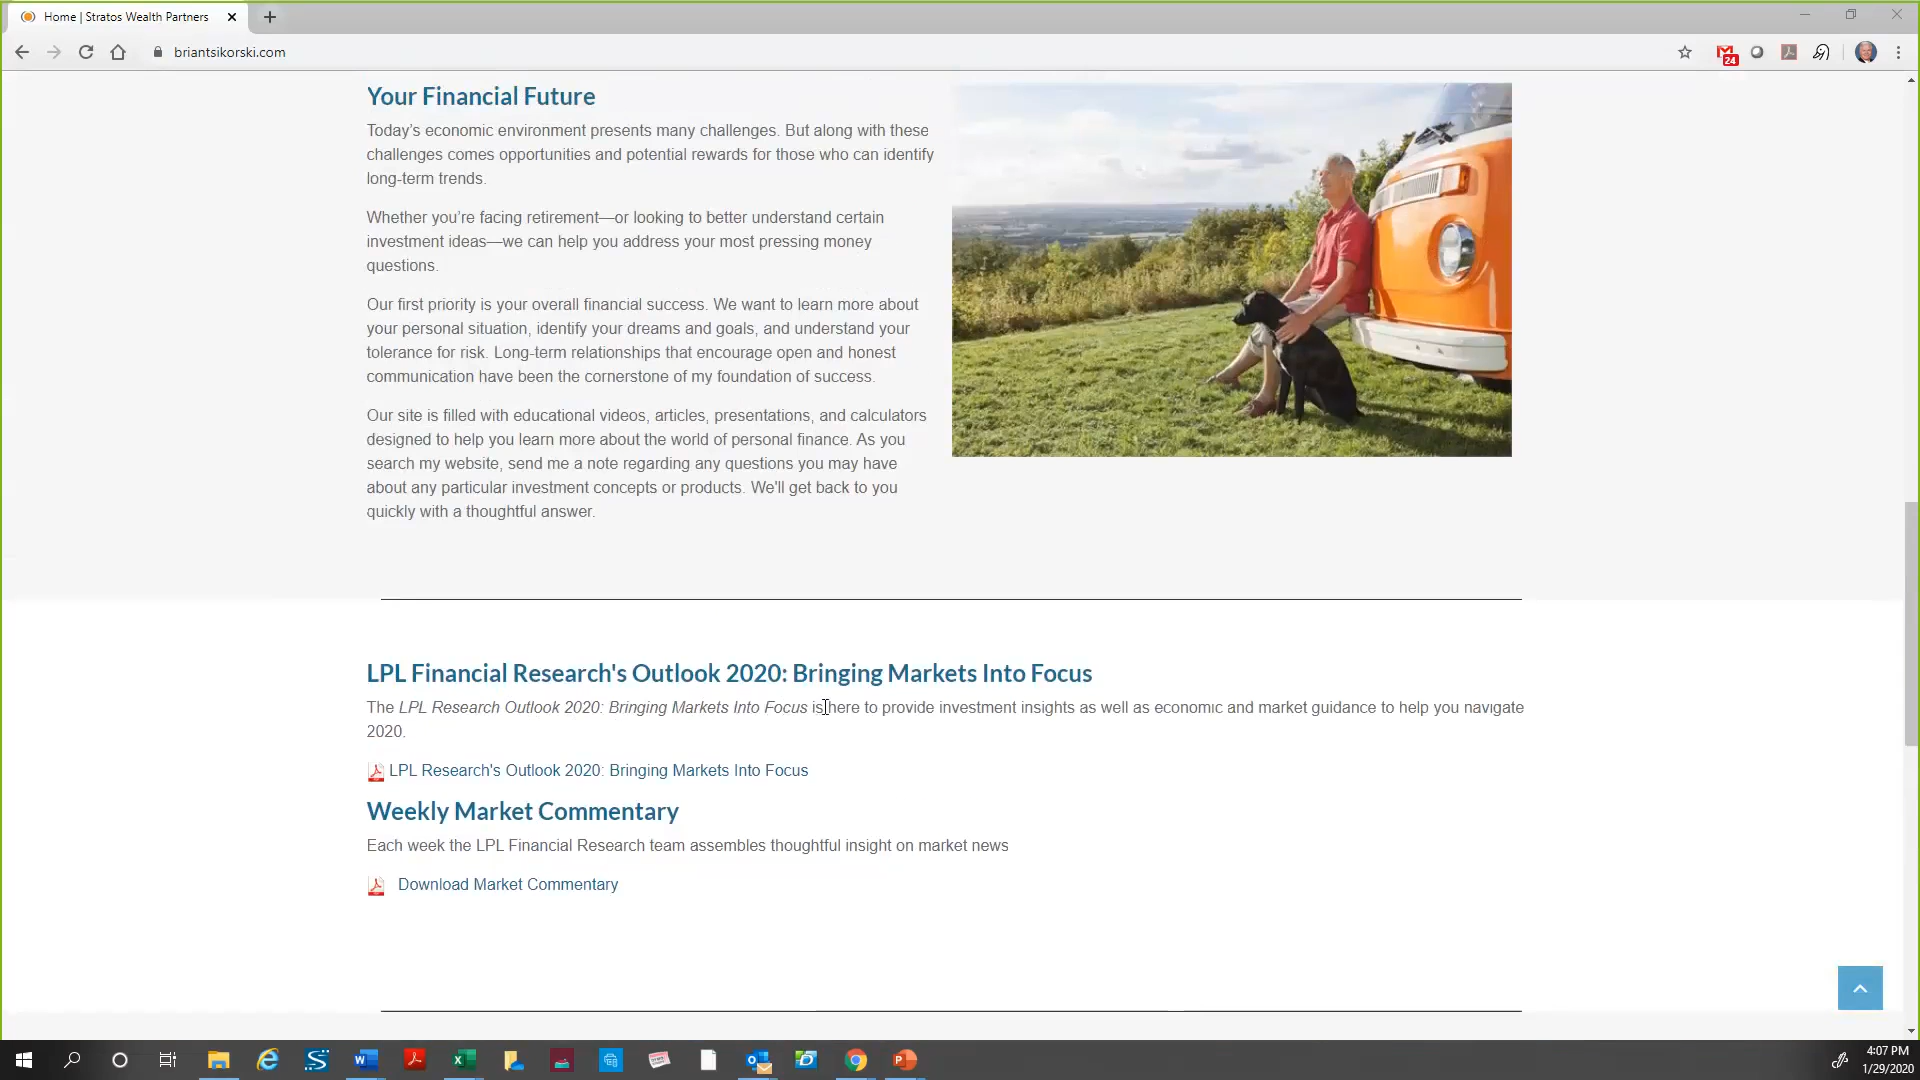 Home | Stratos Wealth Partners
briantsikorski.com
24
Your Financial Future
Today's economic environment presents many challenges. But along with these
challenges comes opportunities and potential rewards for those who can identify
long-term trends.
Whether you're facing retirement—or looking to better understand certain
investment ideas—we can help you address your most pressing money
questions.
Our first priority is your overall financial success. We want to learn more about
your personal situation, identify your dreams and goals, and understand your
tolerance for risk. Long-term relationships that encourage open and honest
communication have been the cornerstone of my foundation of success.
Our site is filled with educational videos, articles, presentations, and calculators
designed to help you learn more about the world of personal finance. As you
search my website, send me a note regarding any questions you may have
about any particular investment concepts or products. We'll get back to you
quickly with a thoughtful answer.
LPL Financial Research's Outlook 2020: Bringing Markets Into Focus
The LPL Research Outlook 2020: Bringing Markets Into Focus is here to provide investment insights as well as economic and market guidance to help you navigate
2020.
LPL Research's Outlook 2020: Bringing Markets Into Focus
Weekly Market Commentary
Each week the LPL Financial Research team assembles thoughtful insight on market news
Download Market Commentary
4:07 PM
1/29/2020